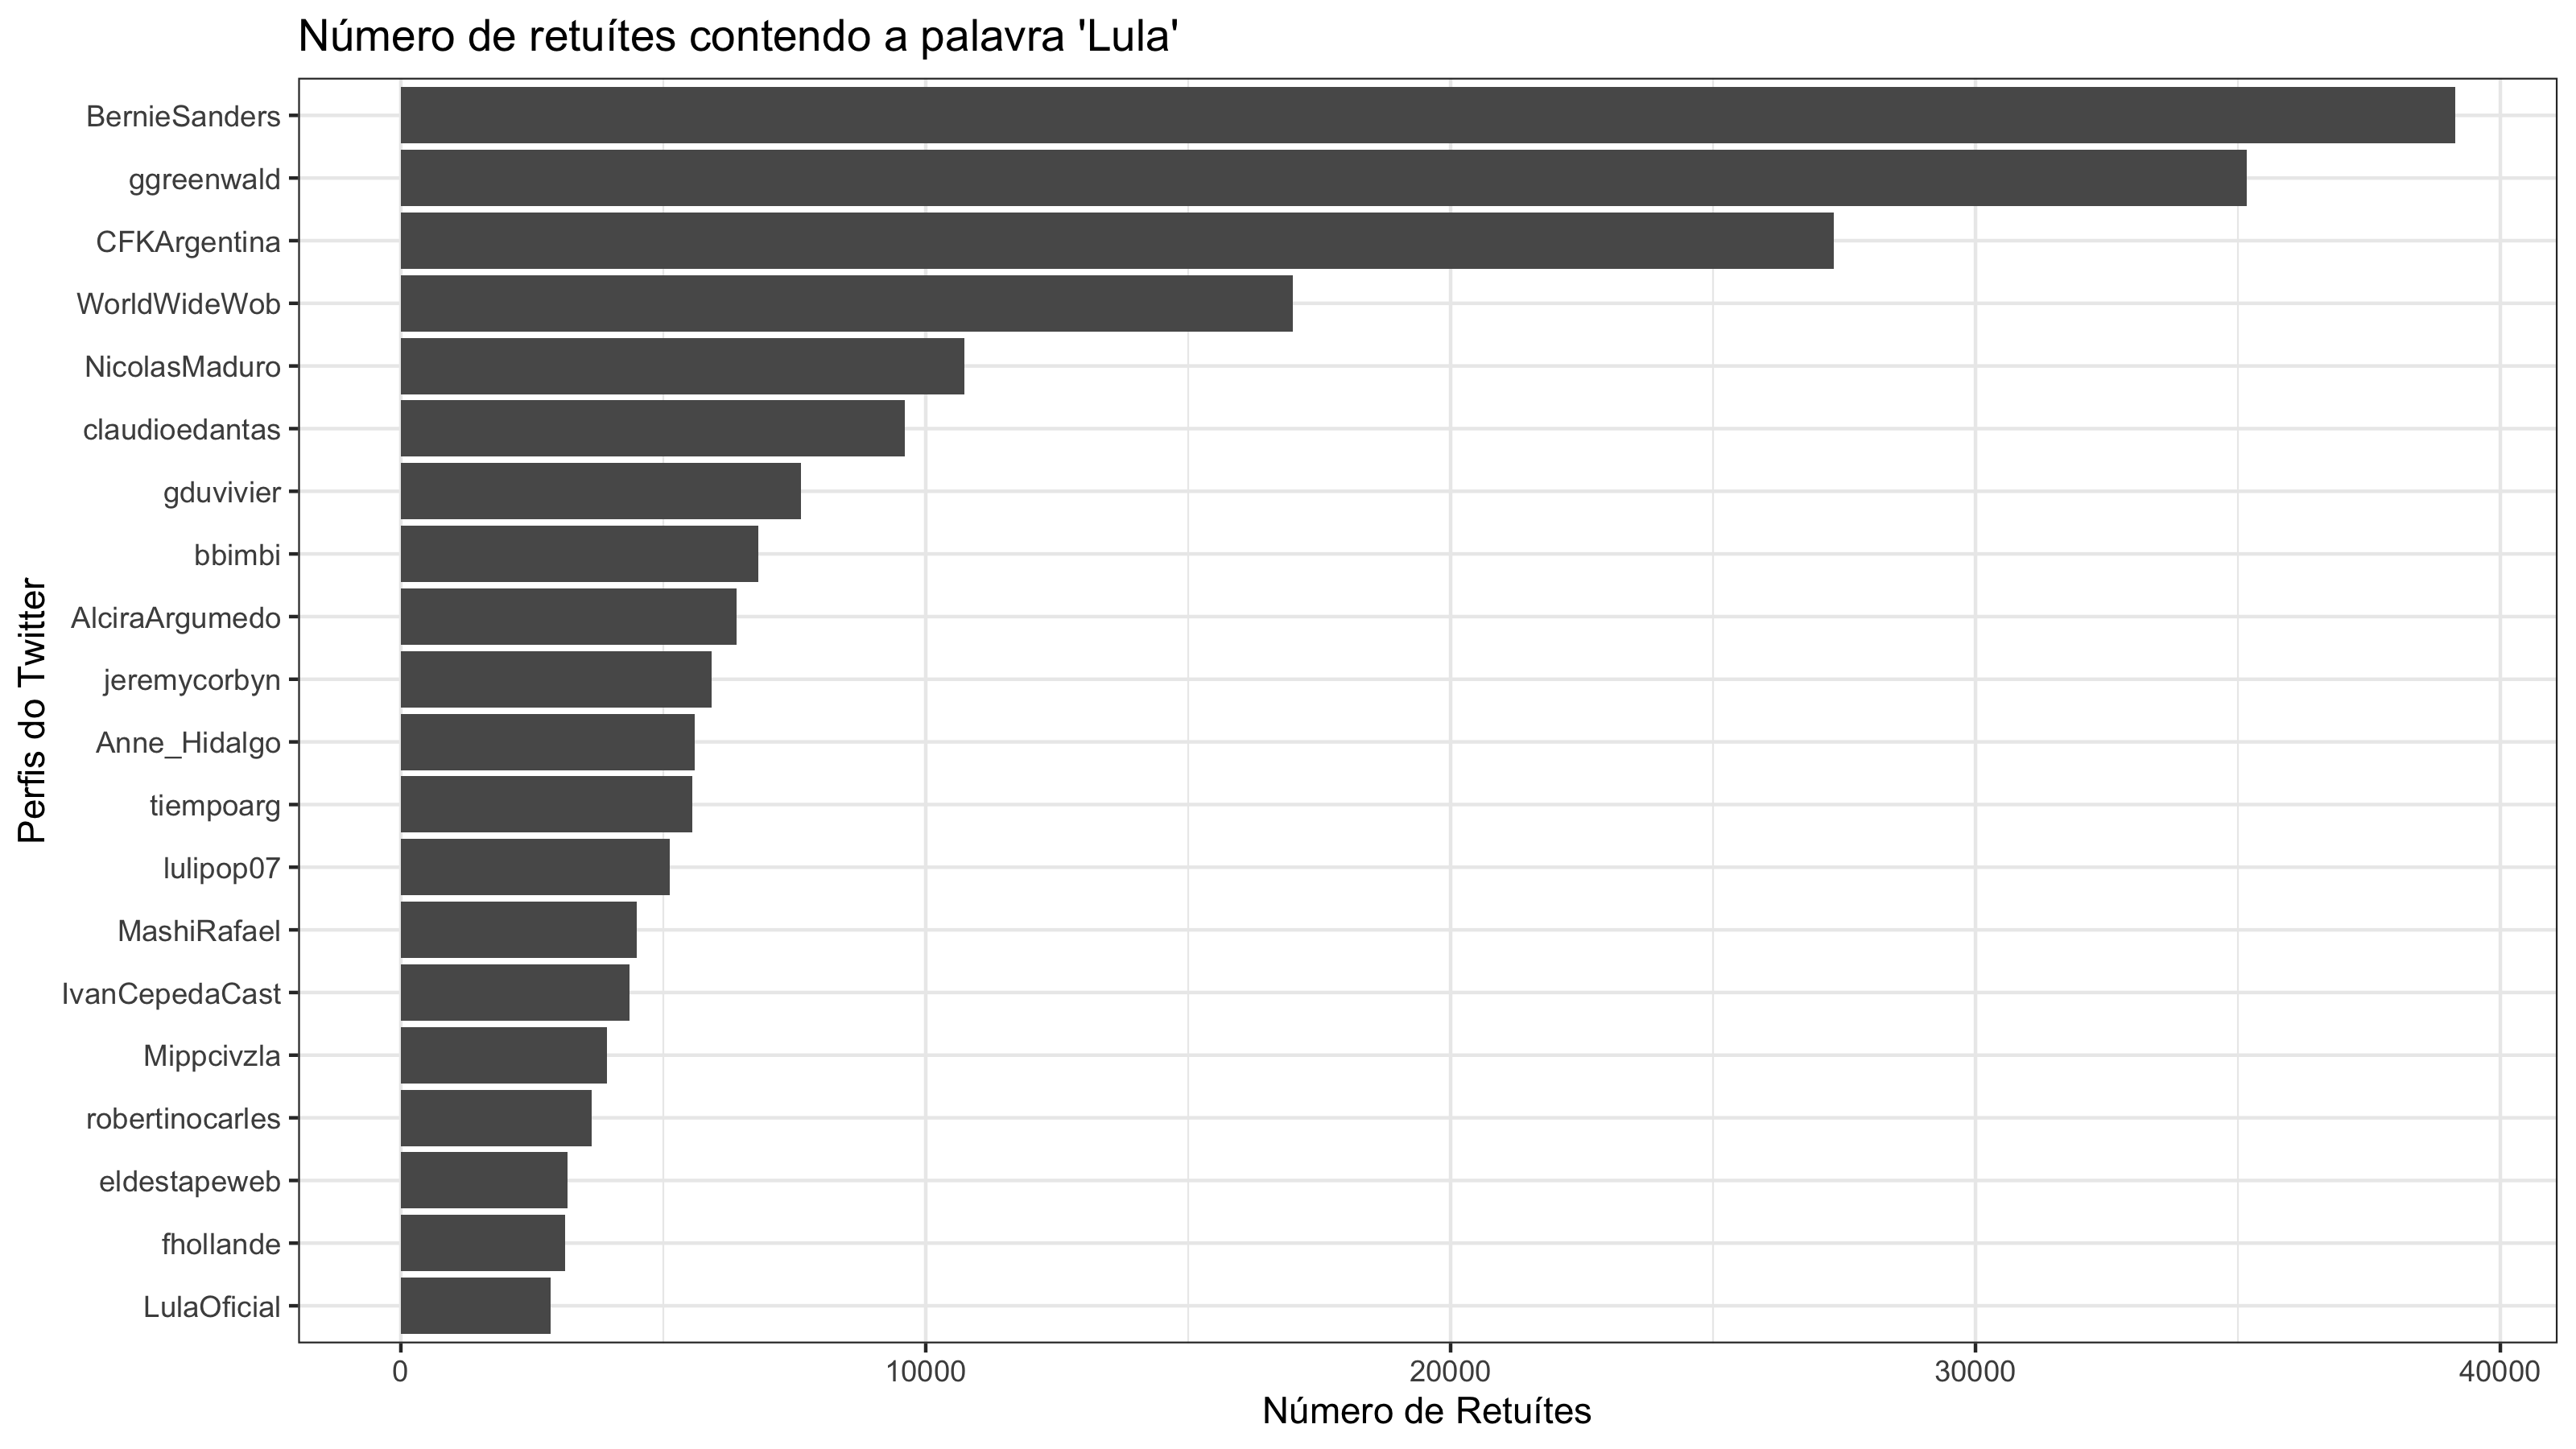 Número de retuítes contendo a palavra 'Lula'
Perfis do Twitter
BernieSanders
ggreenwald
CFKArgentina
WorldWideWob
NicolasMaduro
claudioedantas
gduvivier
bbimbi
AlciraArgumedo
jeremycorbyn
Anne_Hidalgo
tiempoarg
lulipop07
MashiRafael
IvanCepedaCast
Mippcivzla
robertinocarles
eldestapeweb
fhollande
LulaOficial
0 10000 20000 30000 40000
Número de Retuítes